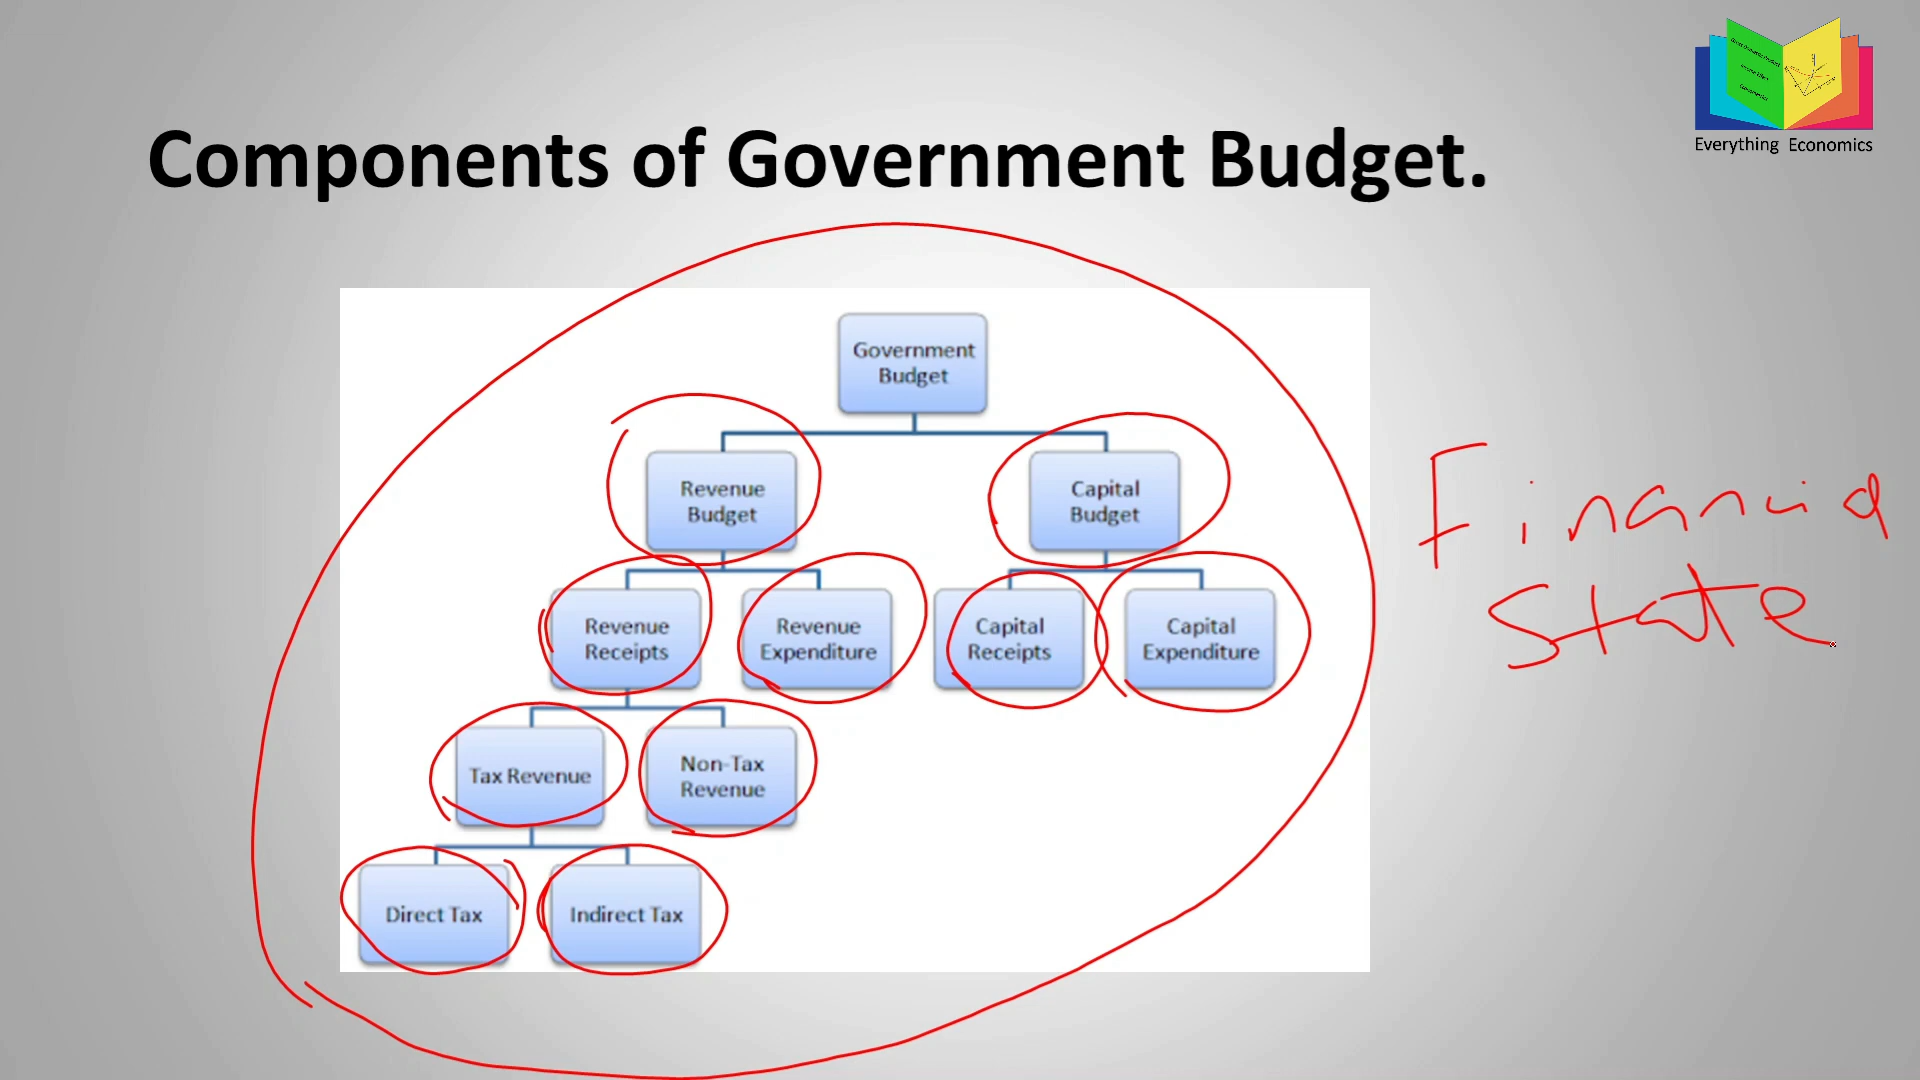 Everything Economics
Components of Government Budget.
Government
Budget
Revenue
Budget
Capital
Budget
Revenue
Receipts
Revenue
Expenditure
Capital
Receipts
Capital
Expenditure
Tax Revenue
Non-Tax
Revenue
Direct Tax
Indirect Tax
Financial
State